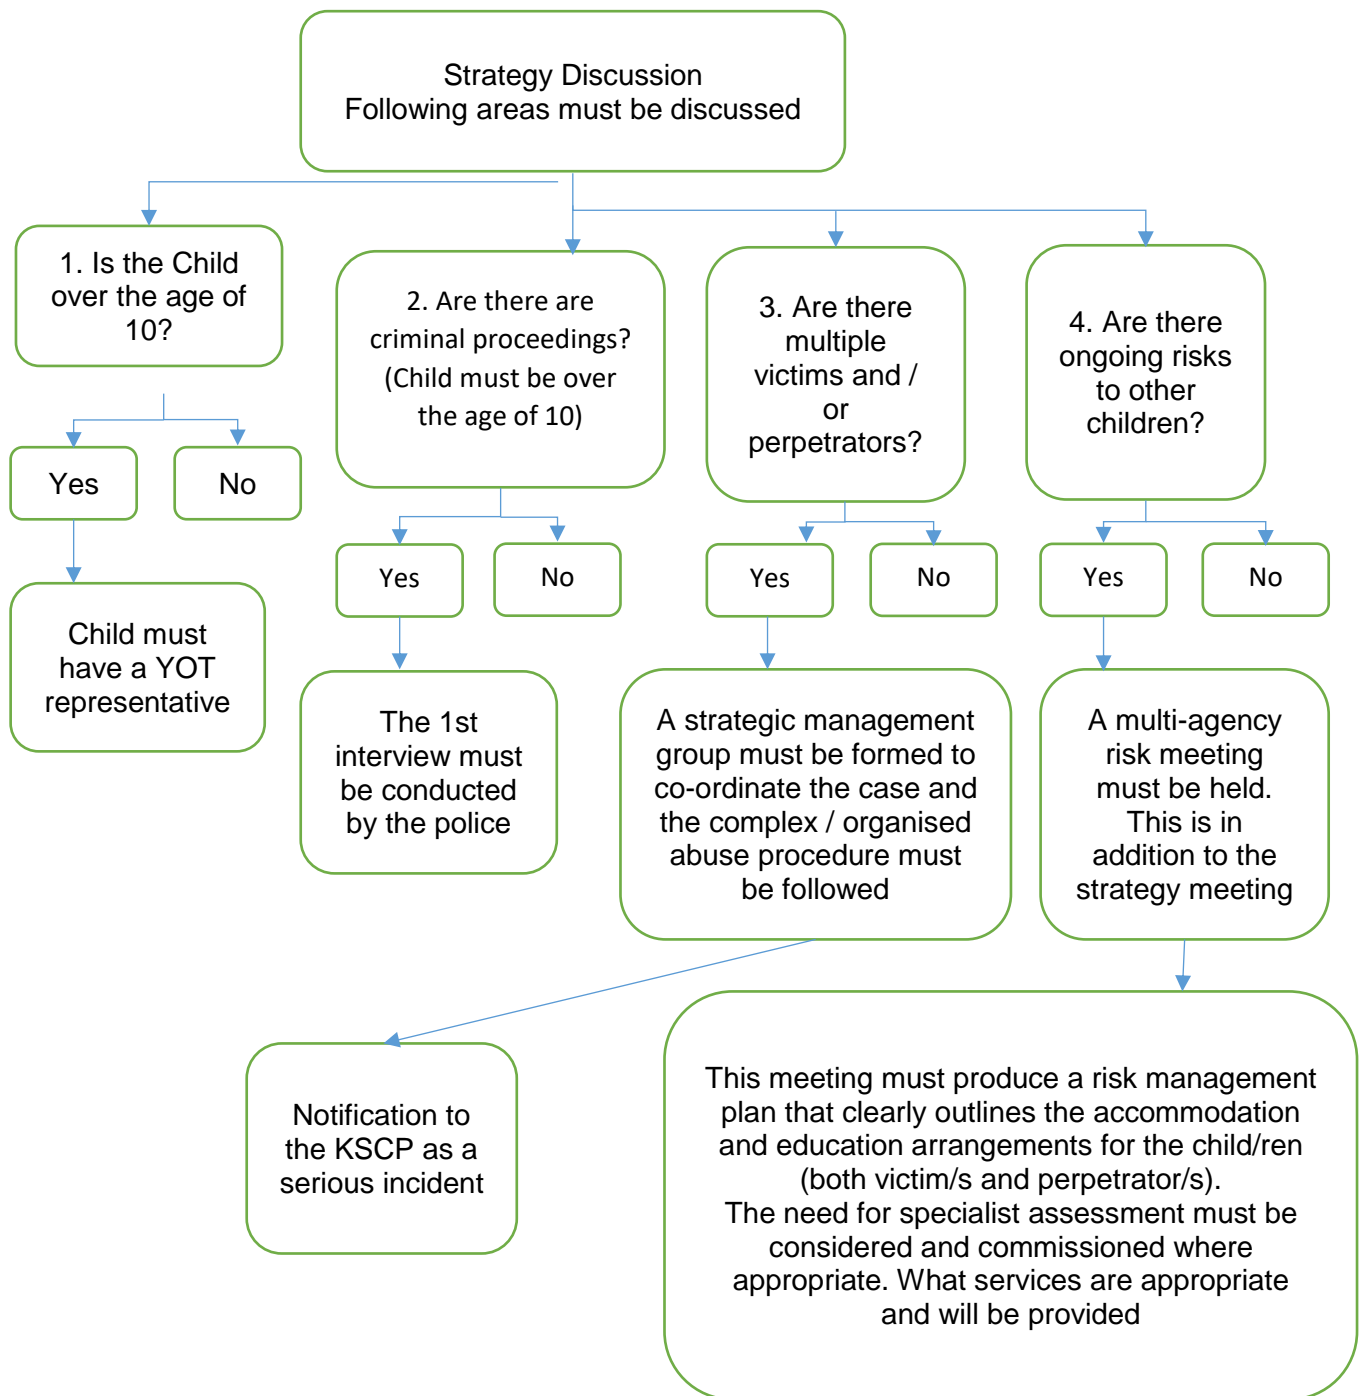 Strategy Discussion
Following areas must be discussed
1. Is the Child
over the age of
10?
2. Are there are
criminal proceedings?
(Child must be over
the age of 10)
3. Are there
multiple
victims and /
or
perpetrators?
4. Are there
ongoing risks
to other
children?
Yes
No
Yes
No
Yes
No
Yes
No
Child must
have a YOT
representative
The 1st
interview must
be conducted
by the police
A strategic management
group must be formed to
co-ordinate the case and
the complex / organised
abuse procedure must
be followed
A multi-agency
risk meeting
must be held.
This is in
addition to the
strategy meeting
Notification to
the KSCP as a
serious incident
This meeting must produce a risk management
plan that clearly outlines the accommodation
and education arrangements for the child/ren
(both victim/s and perpetrator/s).
The need for specialist assessment must be
considered and commissioned where
appropriate. What services are appropriate
and will be provided